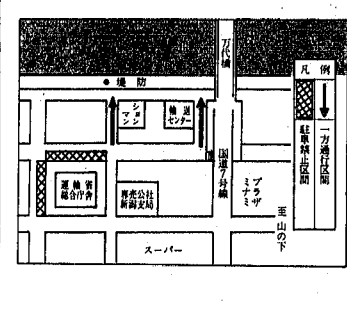 万代橋
凡例
●堤防
ション
マン
輸送
センター
一方通行区間
駐車禁止区間
国道7号線
運輸省
総合庁舎
専売公社
新潟支局
プラザ
ミナミ
至山の下
スーパー